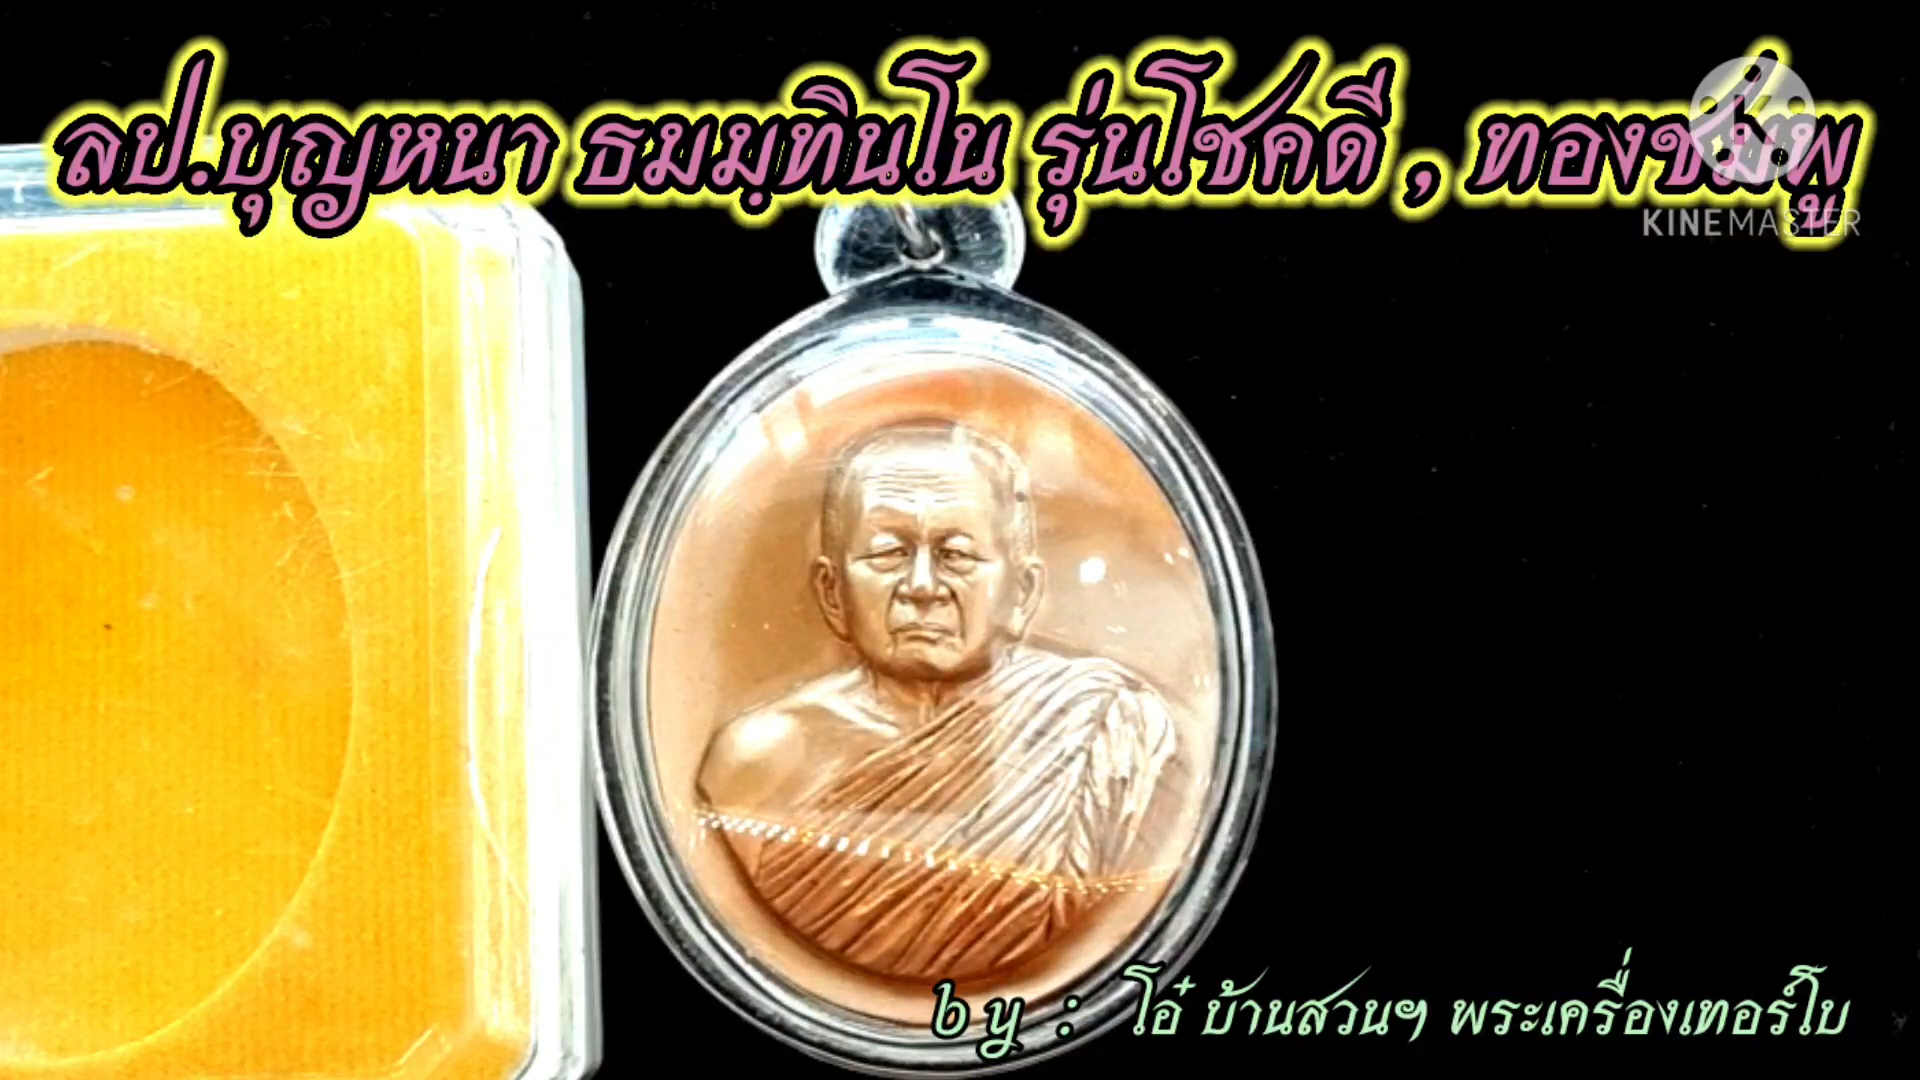 ลป.บุญหนา ธมมฺทินโน รุ่นโชคดี , ทองชมพู
KINEMASTER
by : โอ๋ บ้านสวนฯ พระเครื่องเทอร์โบ